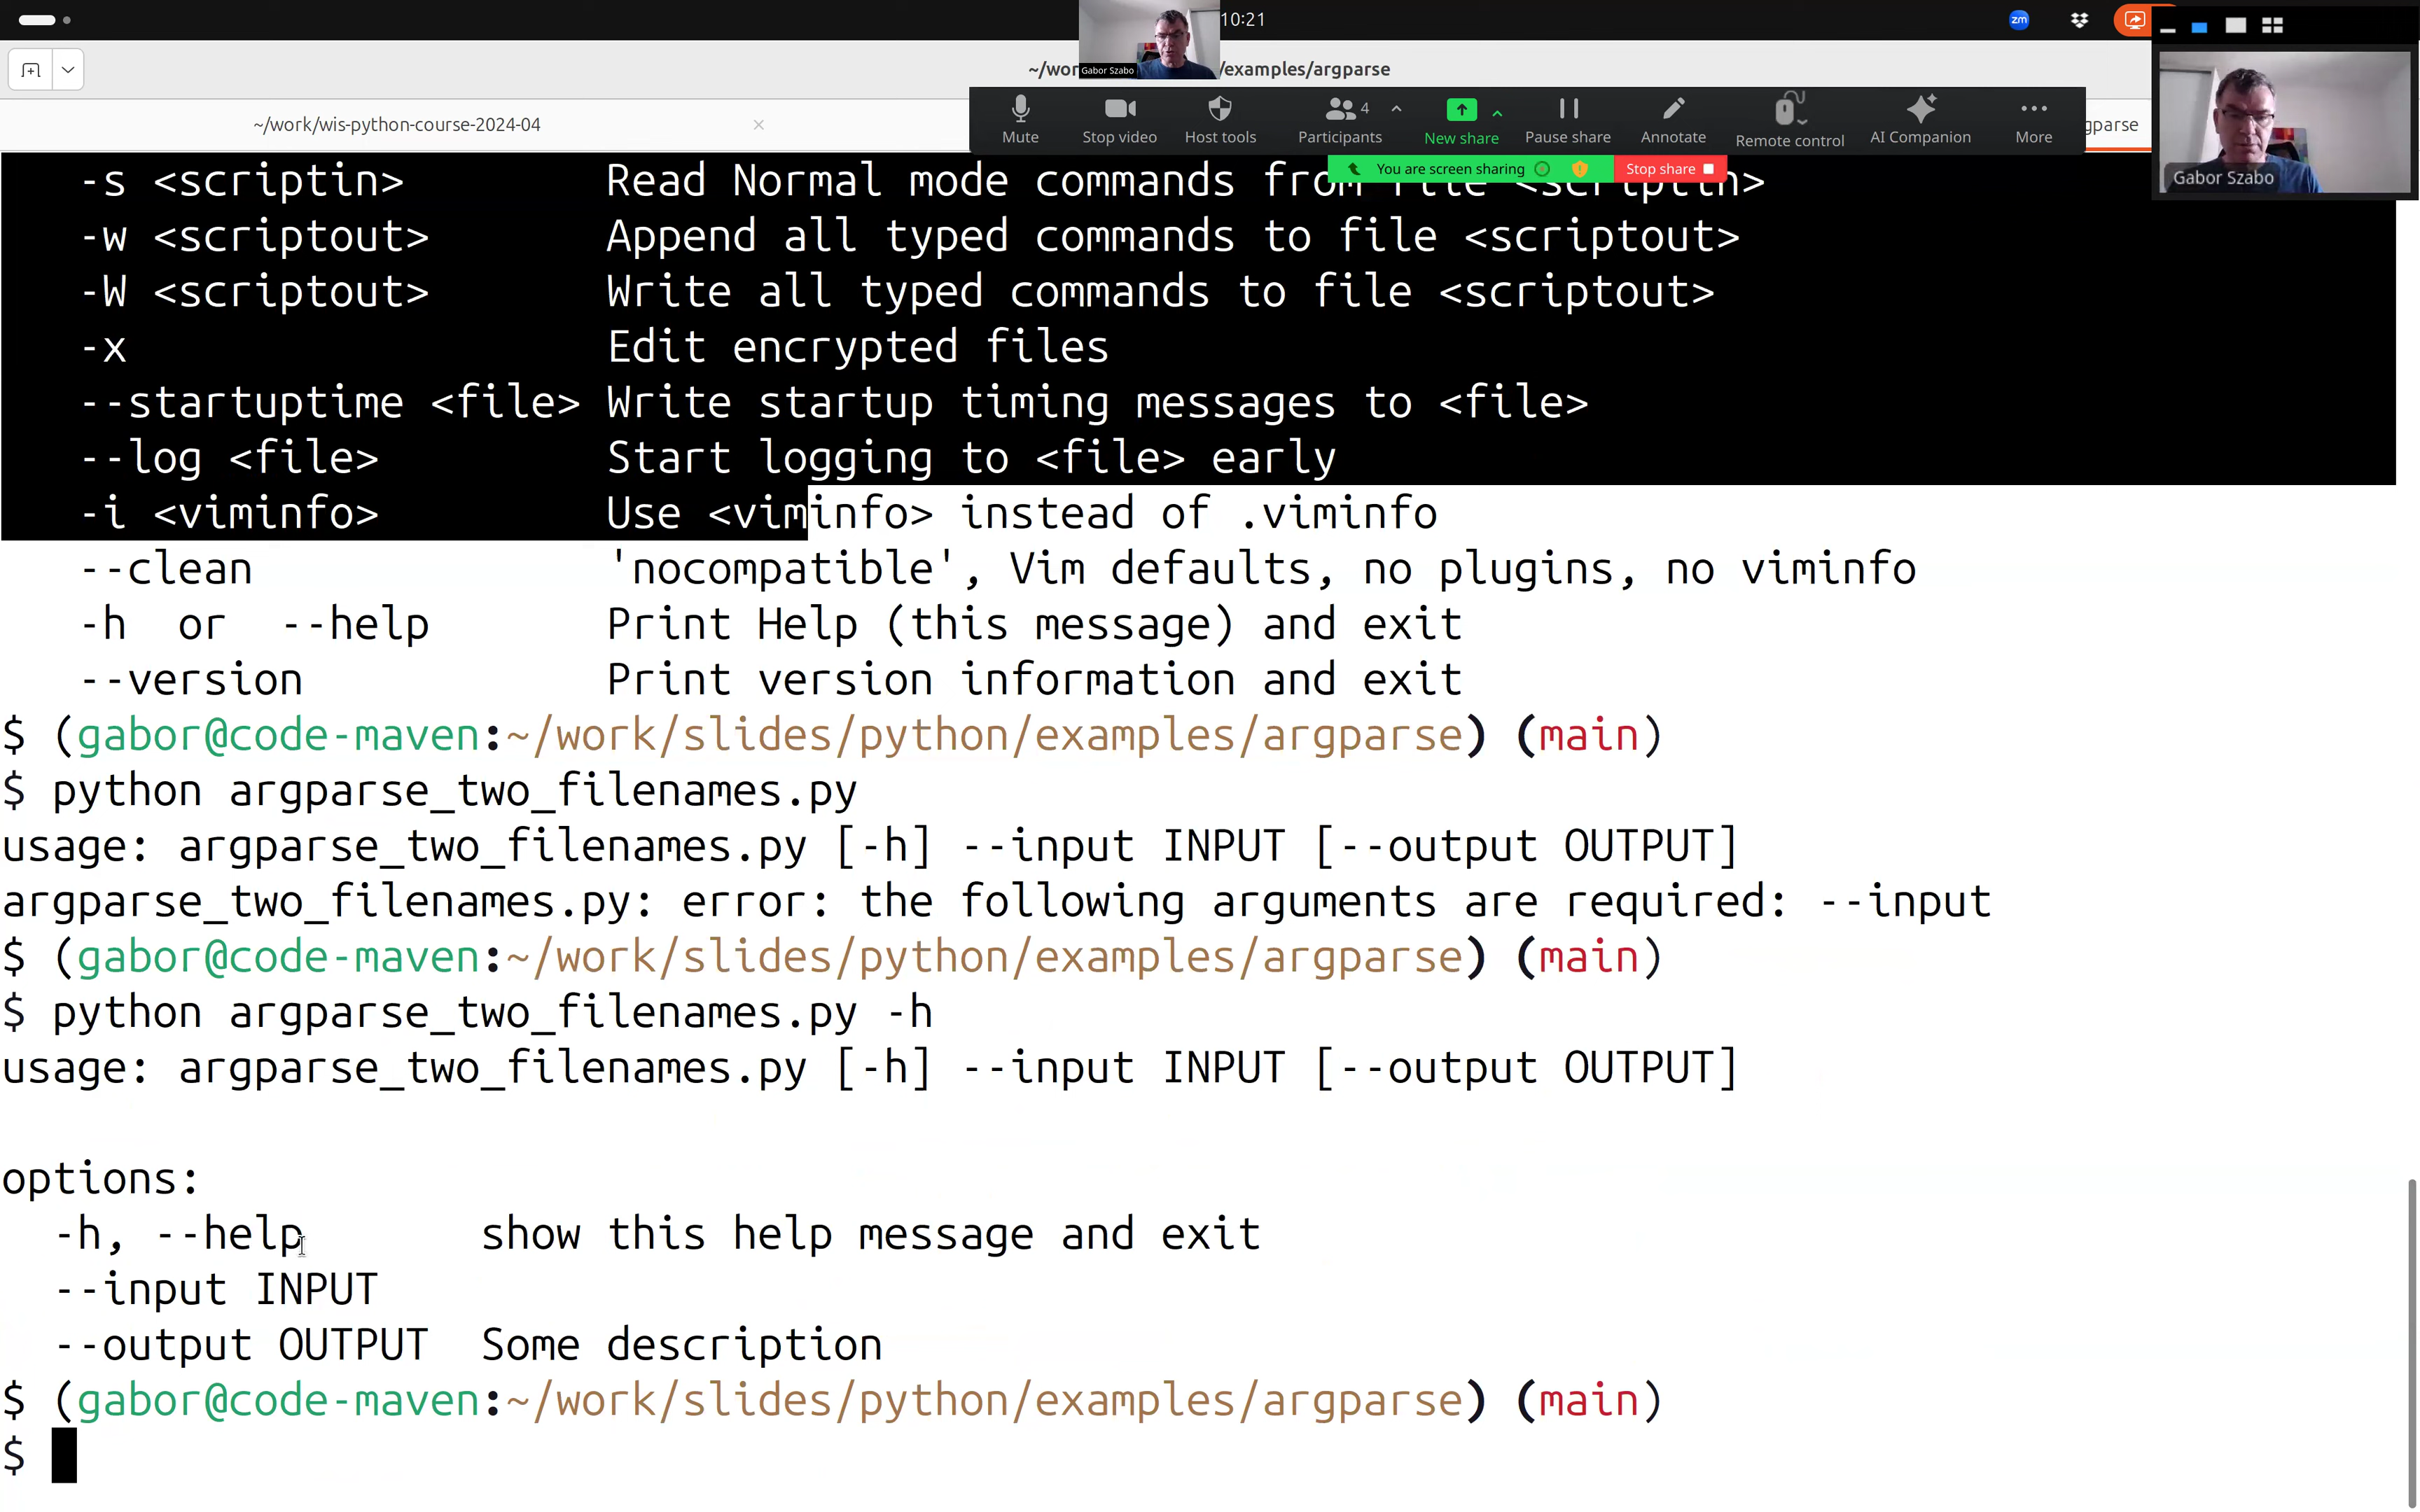 10:21
zm
Gabor Szabo
~/wor
/examples/argparse
~/work/wis-python-course-2024-04
gparse
Mute
Stop video
Host tools
Participants
4
New share
Pause share
Annotate
Remote control
AI Companion
More
You are screen sharing
Stop share
Gabor Szabo
-s <scriptin> Read Normal mode commands from file <scriptin>
-w <scriptout> Append all typed commands to file <scriptout>
-W <scriptout> Write all typed commands to file <scriptout>
-x Edit encrypted files
--startuptime <file> Write startup timing messages to <file>
--log <file> Start logging to <file> early
-i <viminfo> Use <viminfo> instead of .viminfo
--clean 'nocompatible', Vim defaults, no plugins, no viminfo
-h or --help Print Help (this message) and exit
--version Print version information and exit
$ (gabor@code-maven:~/work/slides/python/examples/argparse) (main)
$ python argparse_two_filenames.py
usage: argparse_two_filenames.py [-h] --input INPUT [--output OUTPUT]
argparse_two_filenames.py: error: the following arguments are required: --input
$ (gabor@code-maven:~/work/slides/python/examples/argparse) (main)
$ python argparse_two_filenames.py -h
usage: argparse_two_filenames.py [-h] --input INPUT [--output OUTPUT]
options:
-h, --help show this help message and exit
--input INPUT
--output OUTPUT Some description
$ (gabor@code-maven:~/work/slides/python/examples/argparse) (main)
$